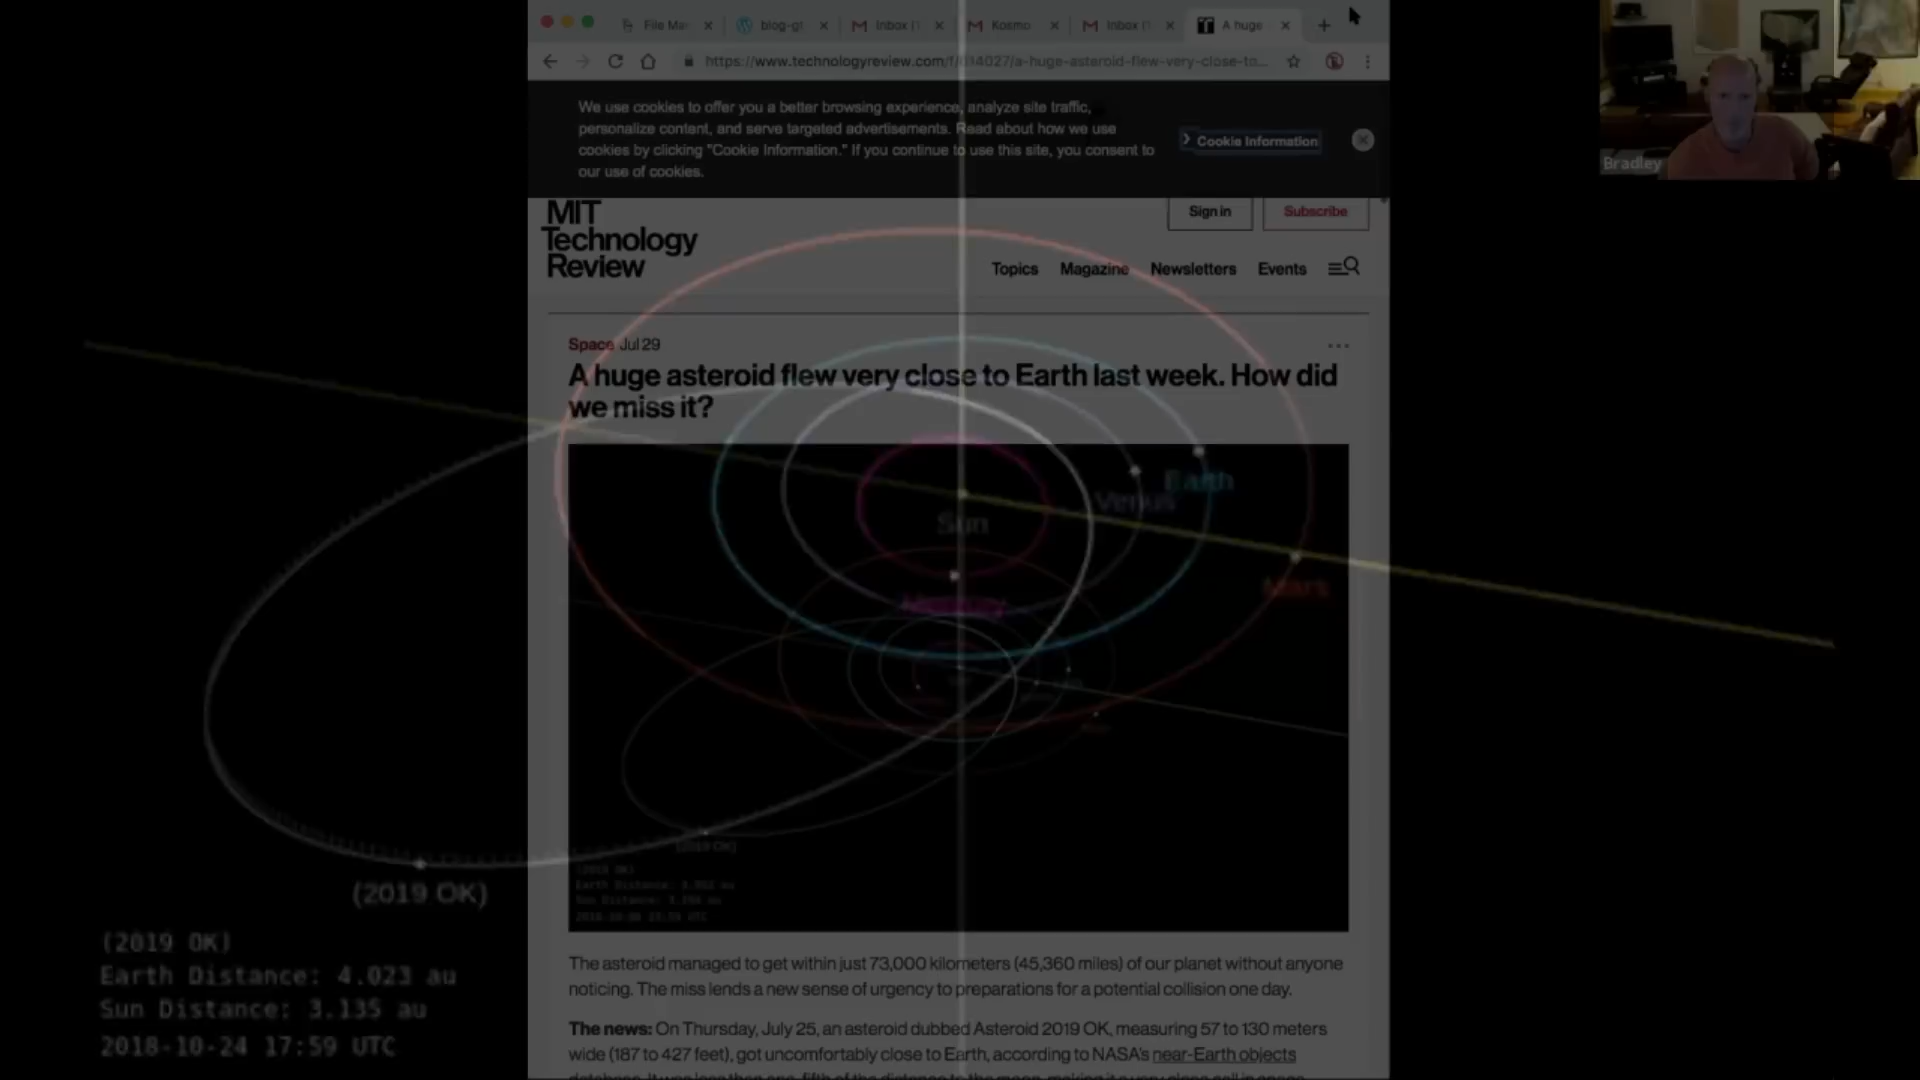 File Ma
blog-gt
Inbox (1
Kosmo
Inbox (1
A huge
https://www.technologyreview.com/f/614027/a-huge-asteroid-flew-very-close-to...
We use cookies to offer you a better browsing experience, analyze site traffic,
personalize content, and serve targeted advertisements. Read about how we use
cookies by clicking "Cookie Information." If you continue to use this site, you consent to
our use of cookies.
Cookie Information
Bradley
MIT
Technology
Review
Sign in
Subscribe
Topics
Magazine
Newsletters
Events
Space Jul 29
A huge asteroid flew very close to Earth last week. How did
we miss it?
Earth
Venus
Sun
Mars
Mercury
(2019 OK)
(2019 OK)
Earth Distance: 4.023 au
Sun Distance: 3.135 au
2018-10-24 17:59 UTC
(2019 OK)
(2019 OK)
The asteroid managed to get within just 73,000 kilometers (45,360 miles) of our planet without anyone
noticing. The miss lends a new sense of urgency to preparations for a potential collision one day.
The news: On Thursday, July 25, an asteroid dubbed Asteroid 2019 OK, measuring 57 to 130 meters
wide (187 to 427 feet), got uncomfortably close to Earth, according to NASA's near-Earth objects